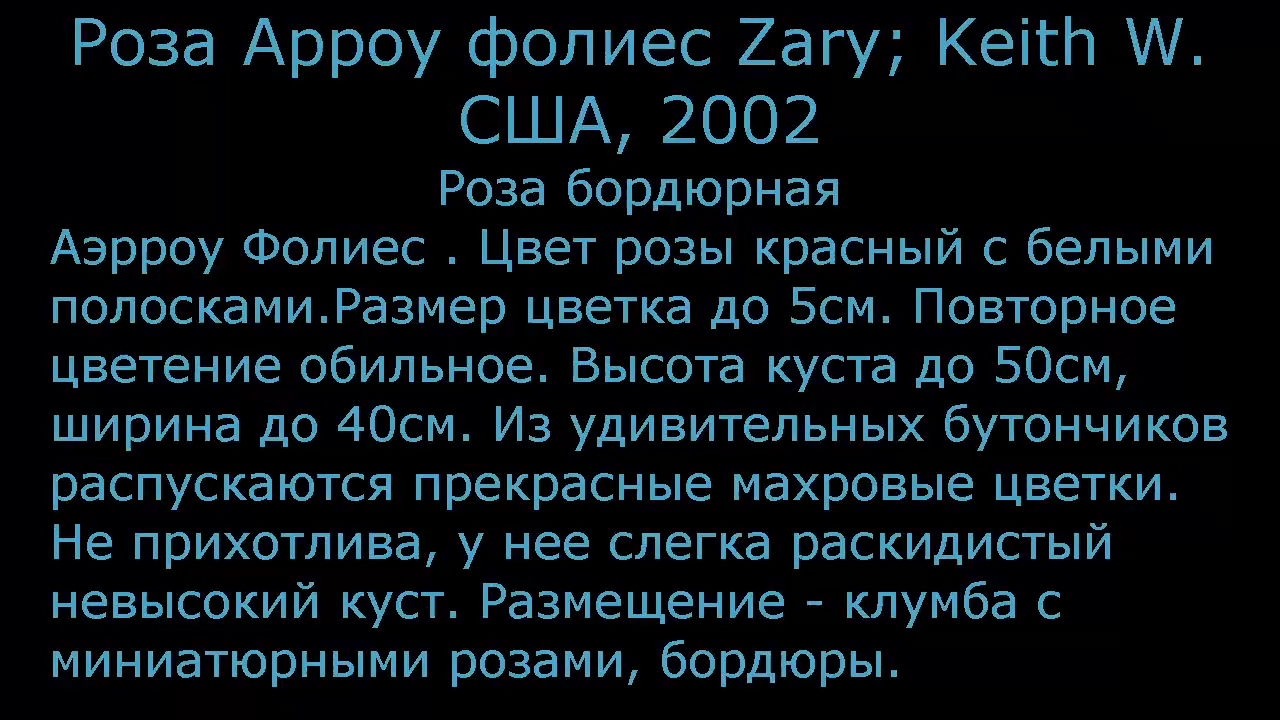 Роза Арроу фолиес Zary; Keith W.
США, 2002
Роза бордюрная
Аэрроу Фолиес . Цвет розы красный с белыми
полосками.Размер цветка до 5см. Повторное
цветение обильное. Высота куста до 50см,
ширина до 40см. Из удивительных бутончиков
распускаются прекрасные махровые цветки.
Не прихотлива, у нее слегка раскидистый
невысокий куст. Размещение - клумба с
миниатюрными розами, бордюры.